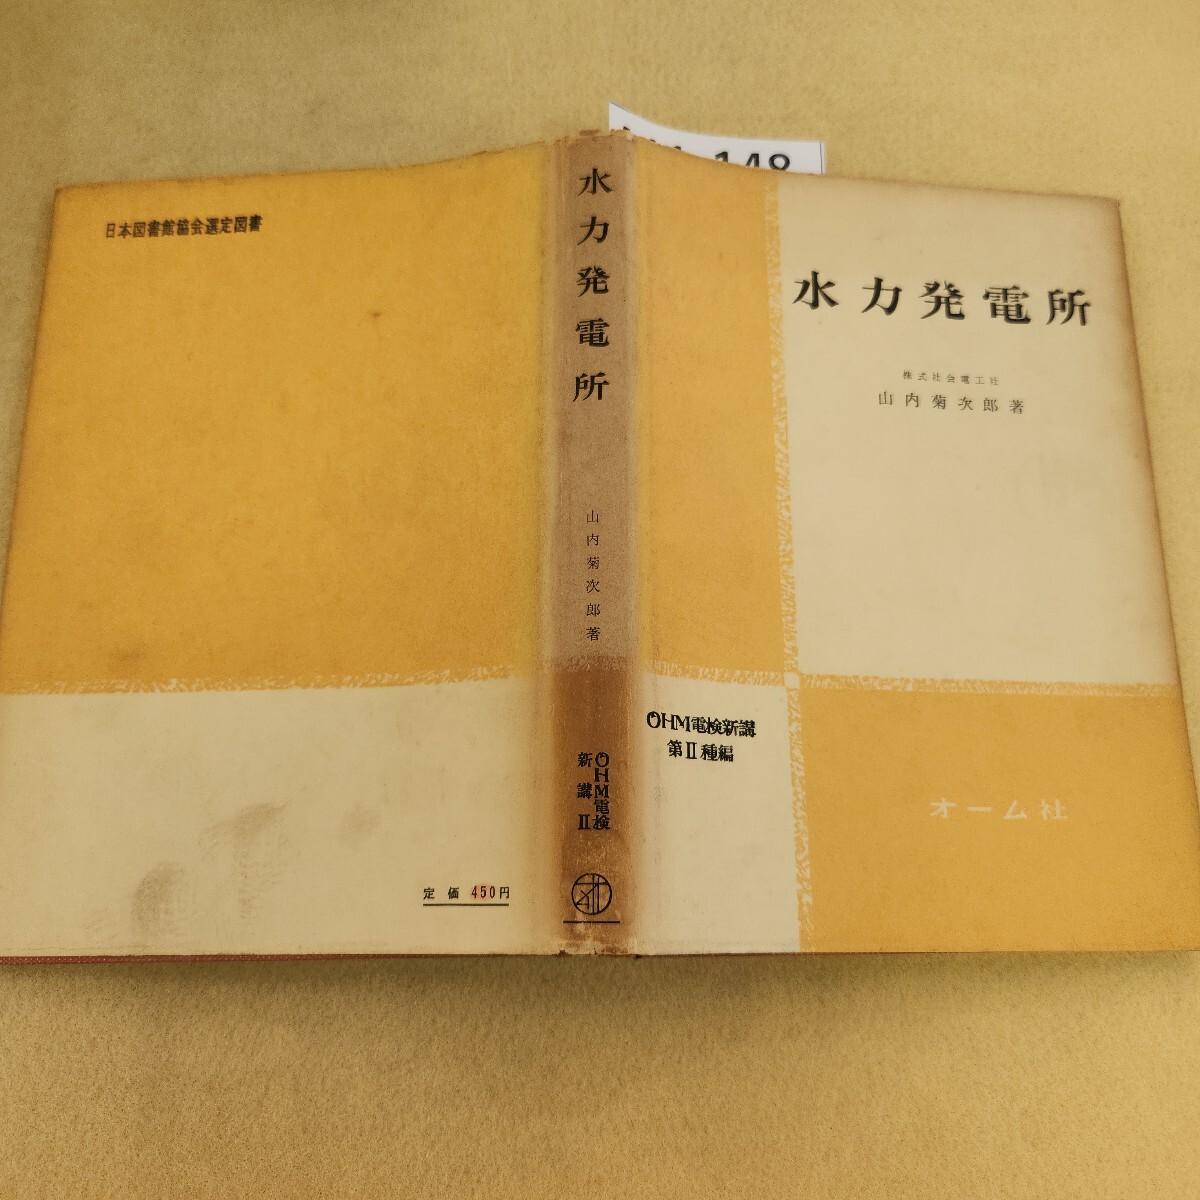 148
日本図書館協会選定図書
定価 450円
水力発電所
山内菊次郎著
OHM電検
新講 II
水力発電所
株式社会電工社
山内菊次郎著
OHM電検新講
第II種編
オーム社